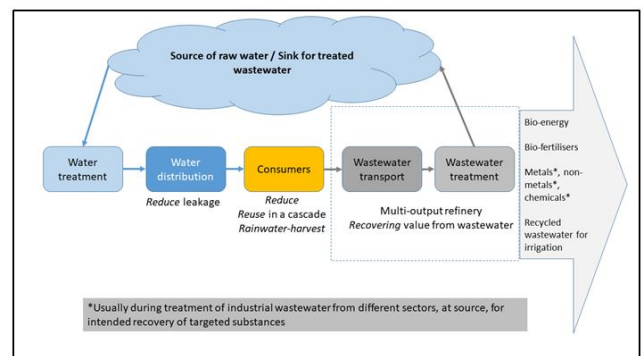 Source of raw water / Sink for treated
wastewater
Water
treatment
Water
distribution
Consumers
Wastewater
transport
Wastewater
treatment
Reduce leakage
Reduce
Reuse in a cascade
Rainwater-harvest
Multi-output refinery
Recovering value from wastewater
Bio-energy
Bio-fertilisers
Metals*, non-
metals*,
chemicals*
Recycled
wastewater for
irrigation
*Usually during treatment of industrial wastewater from different sectors, at source, for
intended recovery of targeted substances